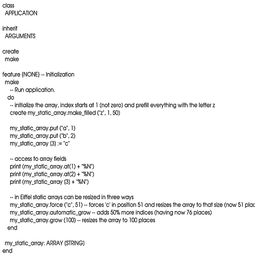 class
APPLICATION
inherit
ARGUMENTS
create
make
feature {NONE} -- Initialization
make
-- Run application.
do
-- initialize the array, index starts at 1 (not zero) and prefill everything with the letter z
create my_static_array.make_filled ("z", 1, 50)
my_static_array.put ("a", 1)
my_static_array.put ("b", 2)
my_static_array [3] := "c"
-- access to array fields
print (my_static_array.at(1) + "%N")
print (my_static_array.at(2) + "%N")
print (my_static_array [3] + "%N")
-- in Eiffel static arrays can be resized in three ways
my_static_array.force ("c", 51) -- forces 'c' in position 51 and resizes the array to that size (now 51 plac
my_static_array.automatic_grow -- adds 50% more indices (having now 76 places)
my_static_array.grow (100) -- resizes the array to 100 places
end
my_static_array: ARRAY [STRING]
end